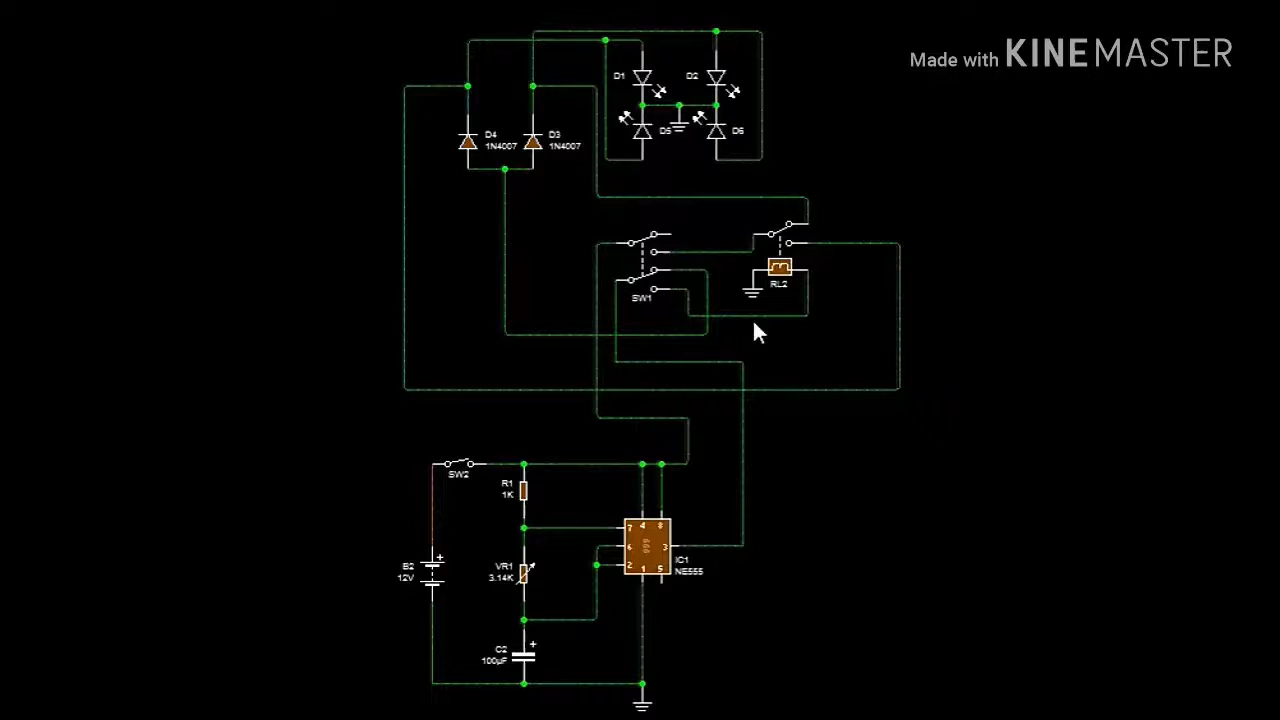 Made with KINEMASTER
D1
D2
D4
1N4007
D3
1N4007
D5
D6
SW1
RL2
SW2
R1
1K
7 4 8
6 3
555
2
1 5
IC1
NE555
B2
12V
+
VR1
3.14K
C2
100µF
+